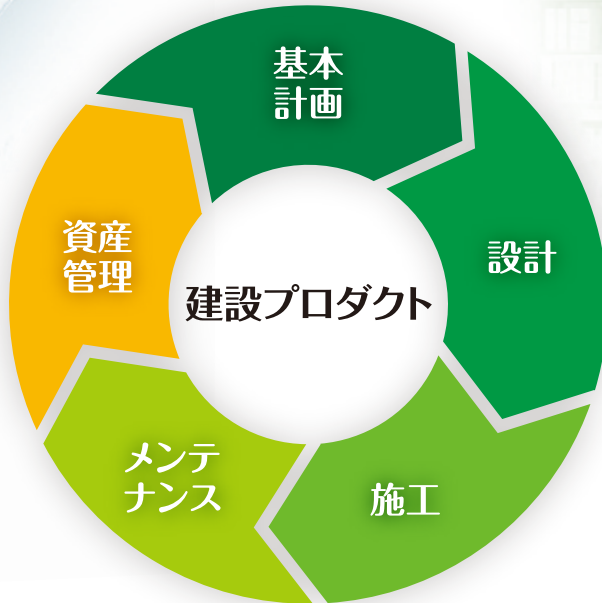 基本
計画
設計
施工
メンテ
ナンス
資産
管理
建設プロダクト